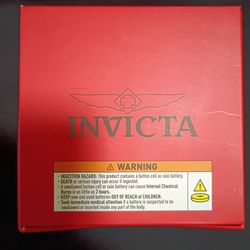 INVICTA
WARNING
• INGESTION HAZARD: This product contains a button cell or coin battery.
• DEATH or serious injury can occur if ingested.
• A swallowed button cell or coin battery can cause Internal Chemical
Burns in as little as 2 hours.
• KEEP new and used batteries OUT OF REACH of CHILDREN.
• Seek immediate medical attention if a battery is suspected to be
swallowed or inserted inside any part of the body.